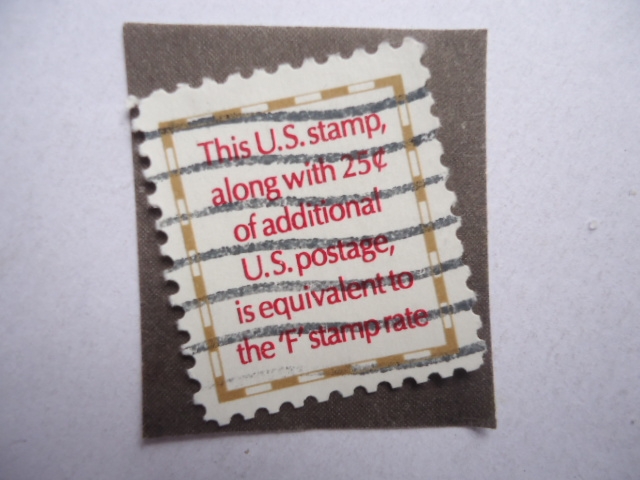 This U.S. stamp,
along with 25¢
of additional
U.S. postage,
is equivalent to
the 'F' stamp rate